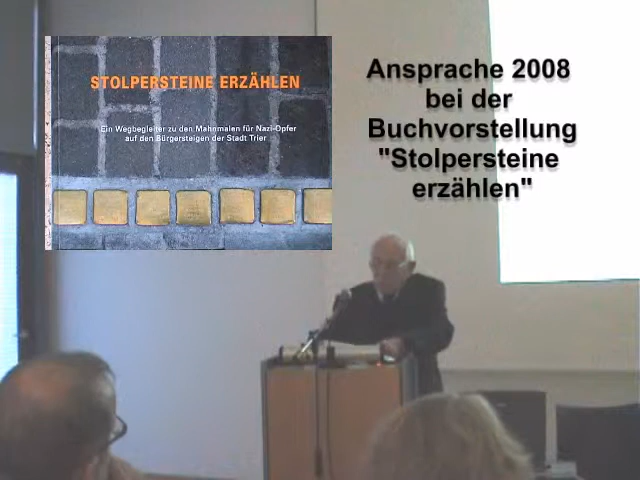 STOLPERSTEINE ERZÄHLEN
Ein Wegbegleiter zu den Mahnmalen für Nazi-Opfer
auf den Bürgersteigen der Stadt Trier
Ansprache 2008
bei der
Buchvorstellung
"Stolpersteine
erzählen"